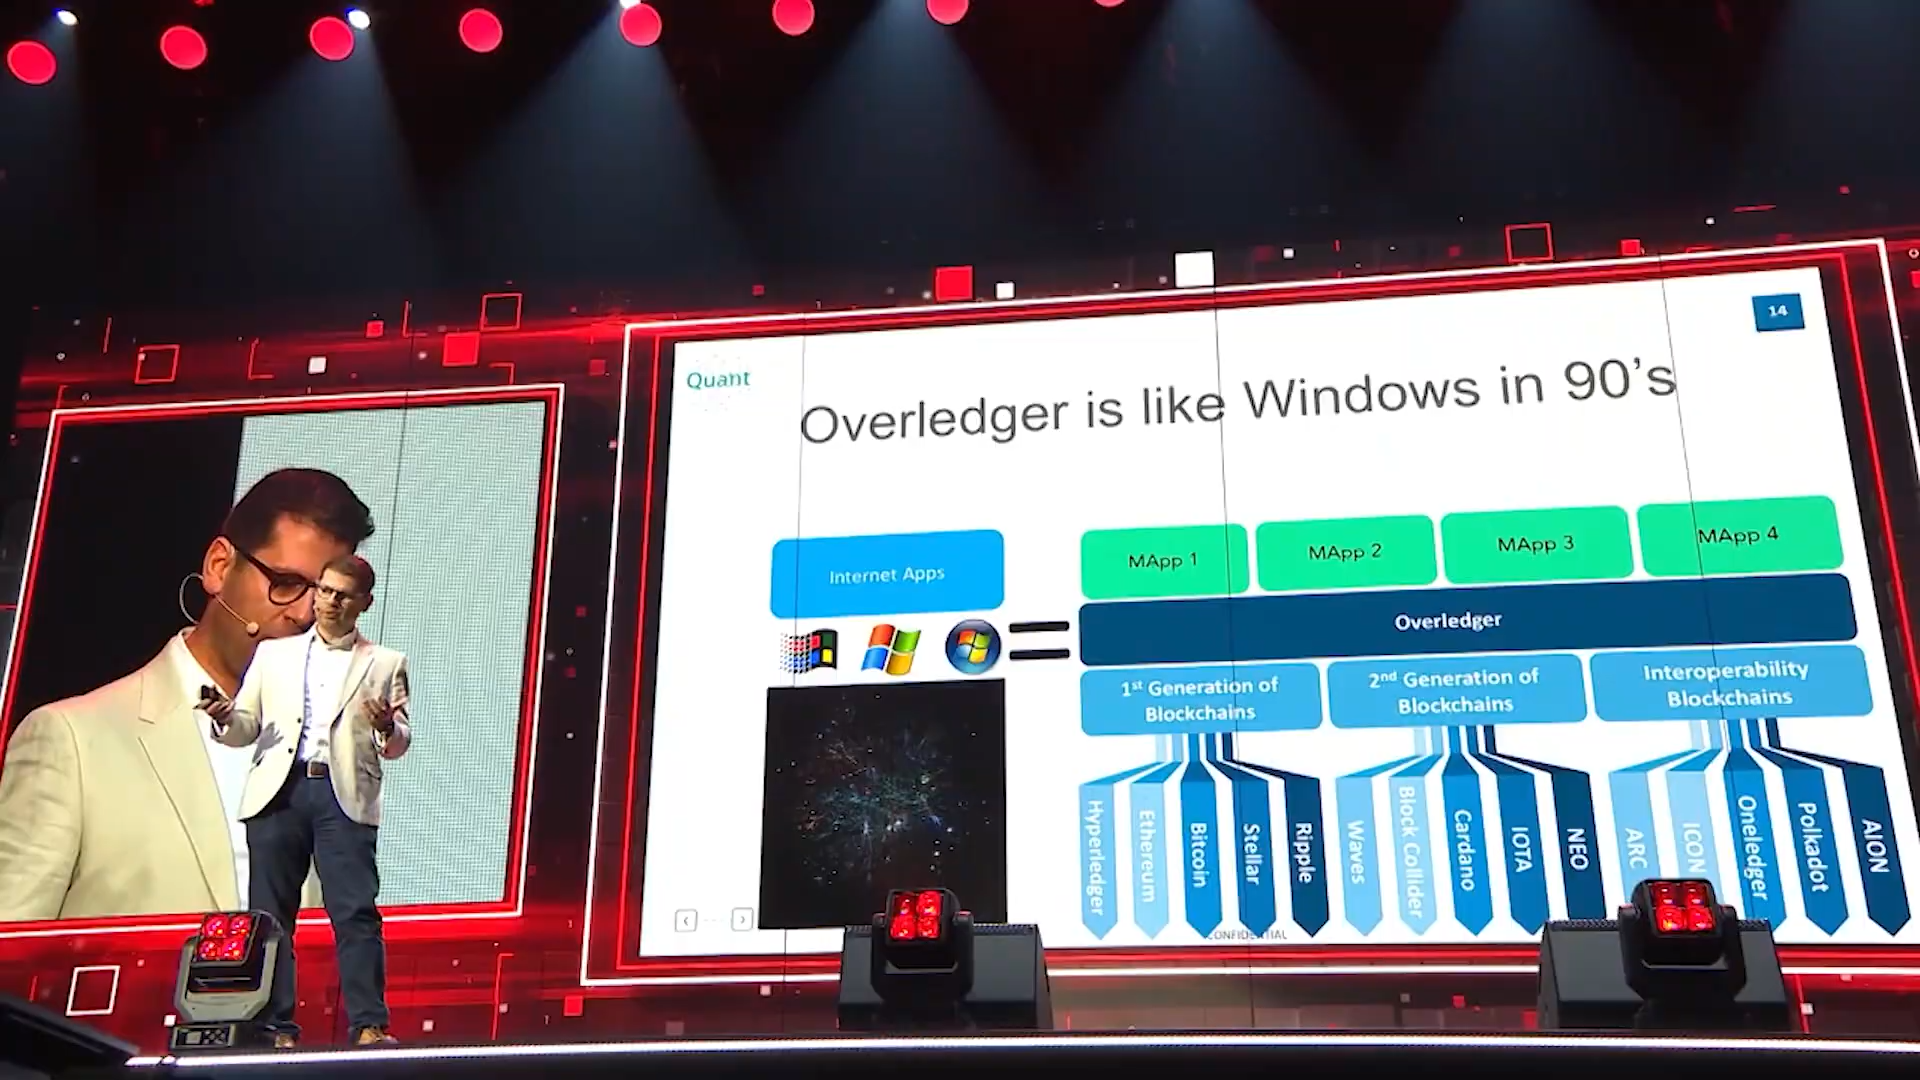 14
Quant
Overledger is like Windows in 90's
Internet Apps
MApp 1
MApp 2
MApp 3
MApp 4
Overledger
1st Generation of
Blockchains
2nd Generation of
Blockchains
Interoperability
Blockchains
Hyperledger
Ethereum
Bitcoin
Stellar
Ripple
Waves
Block Collider
Cardano
IOTA
NEO
ARC
ICON
Oneledger
Polkadot
AION
CONFIDENTIAL